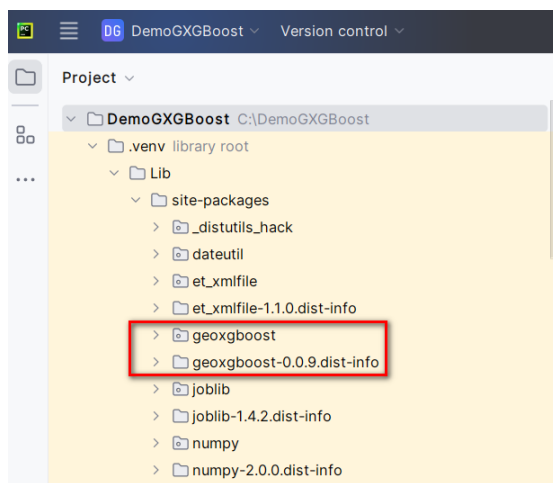 PC DG DemoGXGBoost Version control
Project
DemoGXGBoost C:\DemoGXGBoost
.venv library root
Lib
site-packages
_distutils_hack
dateutil
et_xmlfile
et_xmlfile-1.1.0.dist-info
geoxgboost
geoxgboost-0.0.9.dist-info
joblib
joblib-1.4.2.dist-info
numpy
numpy-2.0.0.dist-info